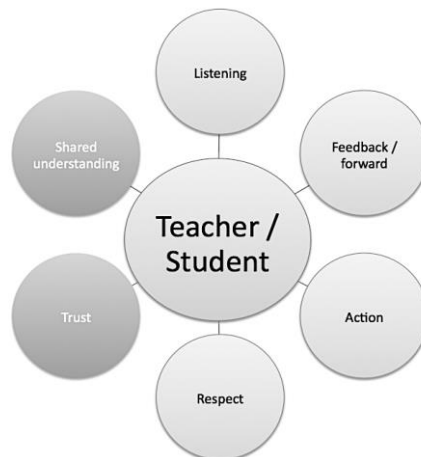 Listening
Shared
understanding
Feedback /
forward
Teacher /
Student
Trust
Action
Respect